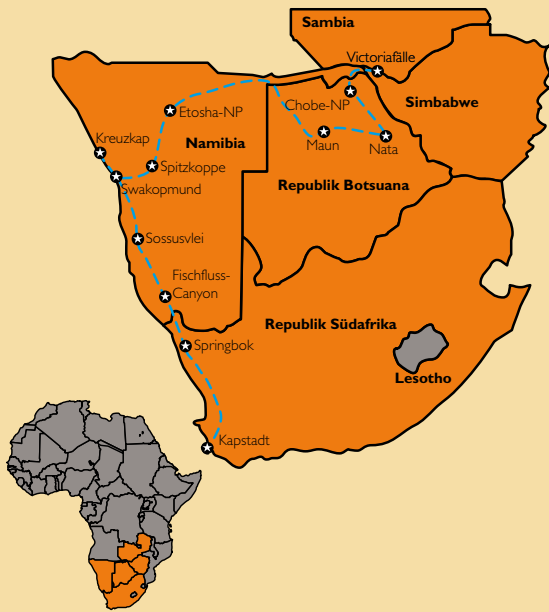 Sambia
Victoriafälle
Chobe-NP
Simbabwe
Etosha-NP
Kreuzkap
Namibia
Maun
Nata
Spitzkoppe
Swakopmund
Republik Botsuana
Sossusvlei
Fischfluss-
Canyon
Republik Südafrika
Springbok
Lesotho
Kapstadt